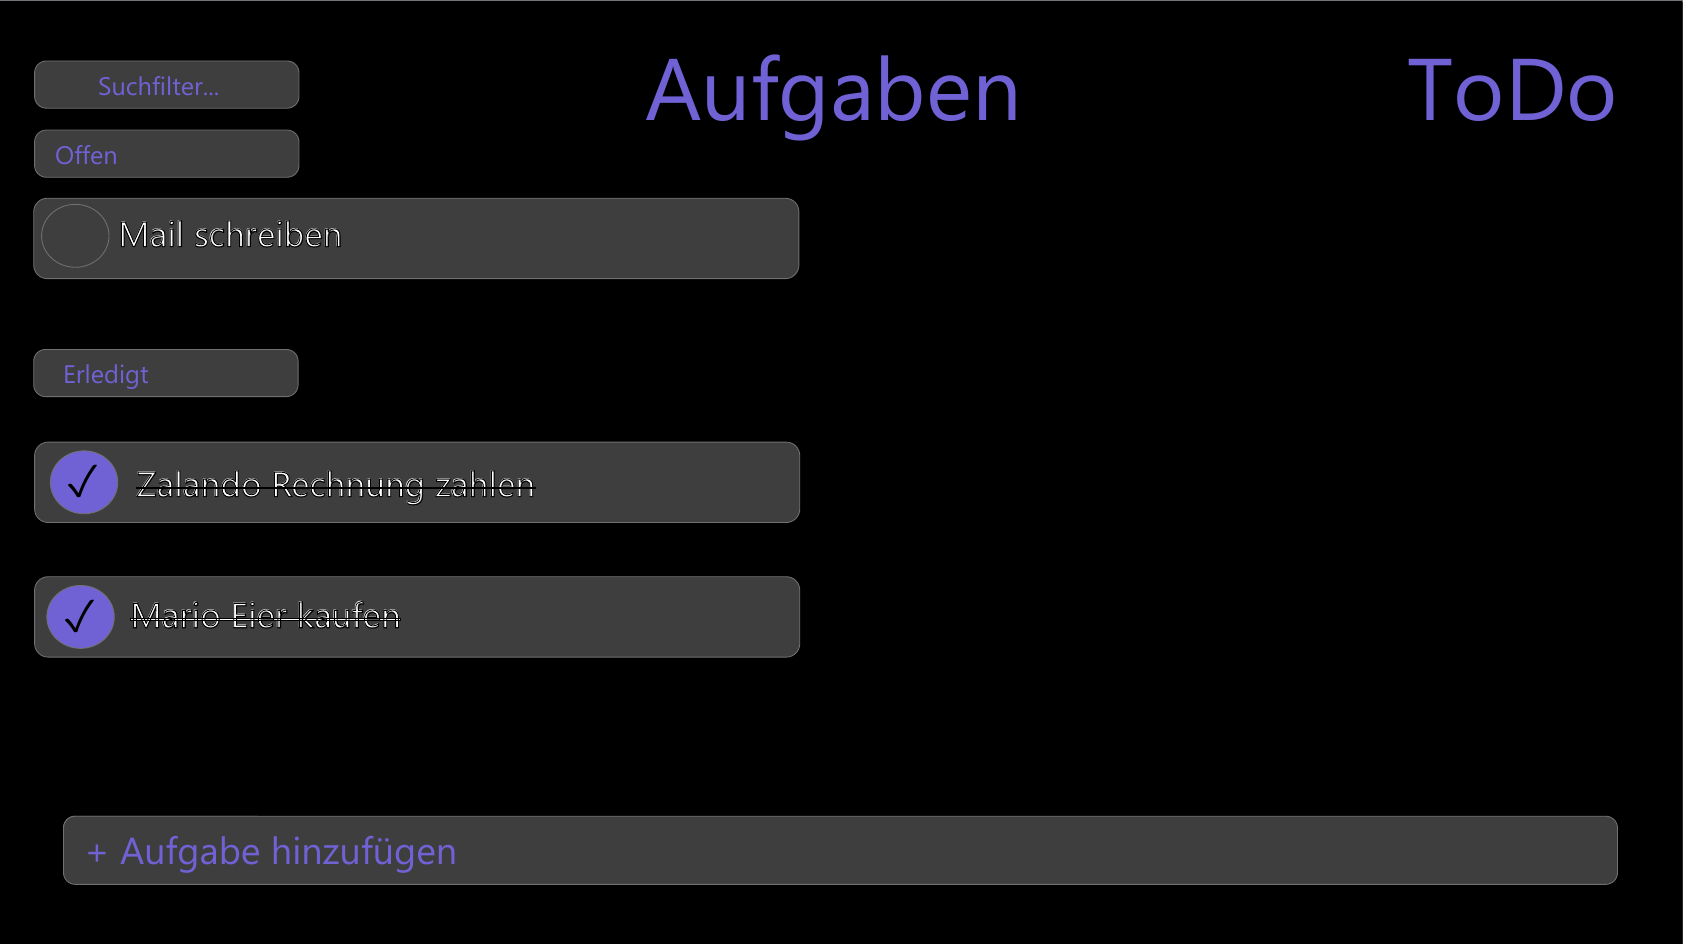 Aufgaben
ToDo
Suchfilter...
Offen
Mail schreiben
Erledigt
✓ Zalando Rechnung zahlen
✓ Mario Eier kaufen
+ Aufgabe hinzufügen